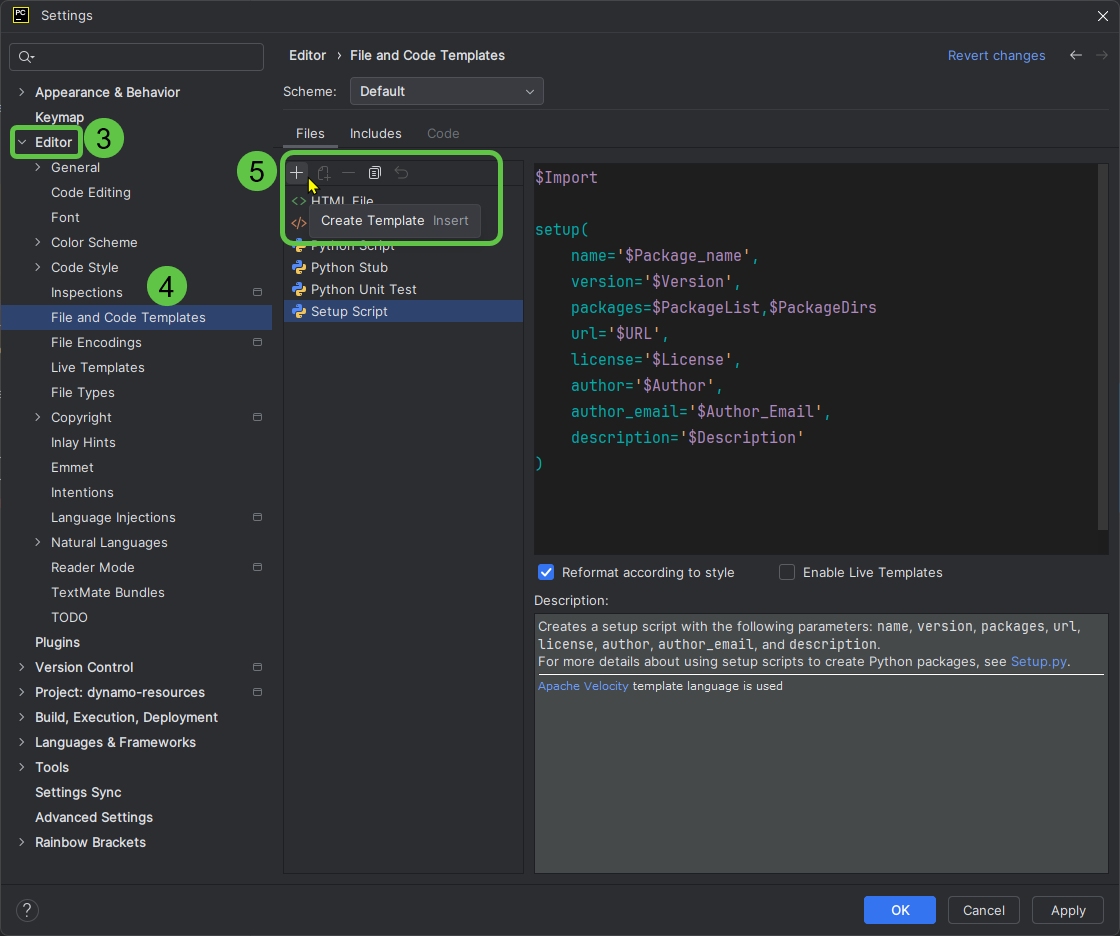 PC
Settings
Editor › File and Code Templates
Revert changes
Scheme:
Default
Appearance & Behavior
Keymap
Editor
3
General
Code Editing
Font
Color Scheme
Code Style
Inspections
4
File and Code Templates
File Encodings
Live Templates
File Types
Copyright
Inlay Hints
Emmet
Intentions
Language Injections
Natural Languages
Reader Mode
TextMate Bundles
TODO
Plugins
Version Control
Project: dynamo-resources
Build, Execution, Deployment
Languages & Frameworks
Tools
Settings Sync
Advanced Settings
Rainbow Brackets
Files
Includes
Code
5
HTML File
Create Template Insert
Python Script
Python Stub
Python Unit Test
Setup Script
$Import
setup(
name='$Package_name',
version='$Version',
packages=$PackageList,$PackageDirs
url='$URL',
license='$License',
author='$Author',
author_email='$Author_Email',
description='$Description'
)
Reformat according to style
Enable Live Templates
Description:
Creates a setup script with the following parameters: name, version, packages, url,
license, author, author_email, and description.
For more details about using setup scripts to create Python packages, see Setup.py.
Apache Velocity template language is used
?
OK
Cancel
Apply